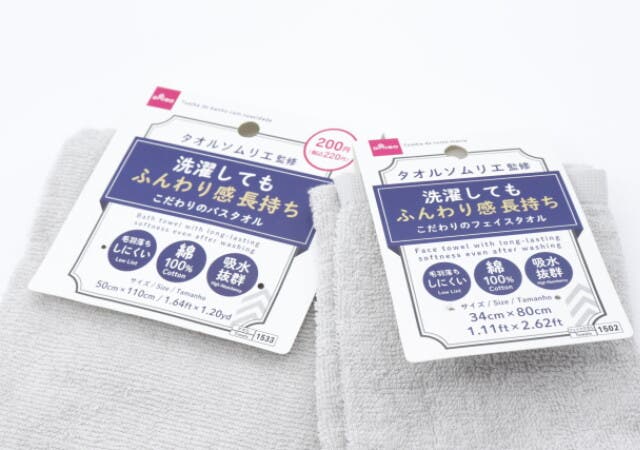 DAISO
Toalha de banho com suavidade
タオルソムリエ監修
200円
(税込220円)
洗濯しても
ふんわり感長持ち
こだわりのバスタオル
Bath towel with long-lasting
softness even after washing
毛羽落ち
しにくい
Low Lint
綿
100%
Cotton
吸水
抜群
High Absorbency
サイズ / Size / Tamanho
50cm×110cm / 1.64ft×1.20yd
1533
DAISO
タオルソムリエ監修
洗濯しても
ふんわり感長持ち
こだわりのフェイスタオル
Face towel with long-lasting
softness even after washing
毛羽落ち
しにくい
Low Lint
綿
100%
Cotton
吸水
抜群
High Absorbency
サイズ / Size / Tamanho
34cm×80cm
1.11ft×2.62ft
1502